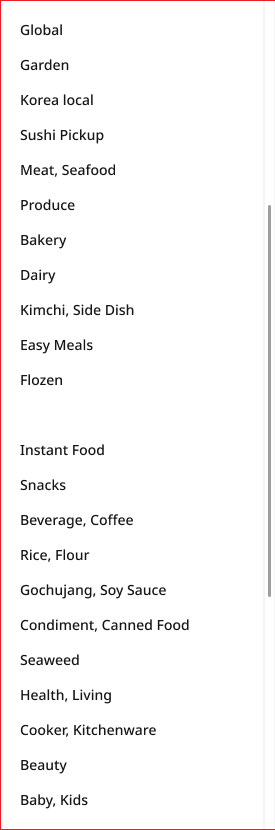 Global
Garden
Korea local
Sushi Pickup
Meat, Seafood
Produce
Bakery
Dairy
Kimchi, Side Dish
Easy Meals
Flozen
Instant Food
Snacks
Beverage, Coffee
Rice, Flour
Gochujang, Soy Sauce
Condiment, Canned Food
Seaweed
Health, Living
Cooker, Kitchenware
Beauty
Baby, Kids